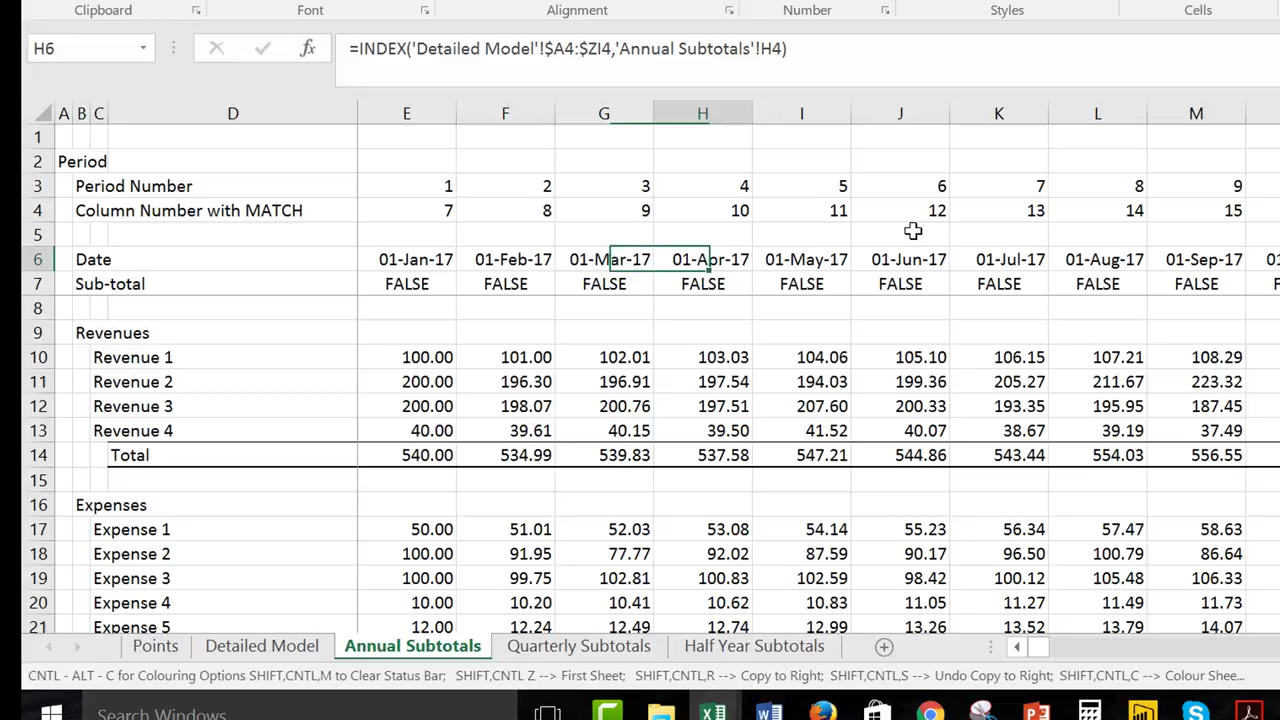 Clipboard Font Alignment Number Styles Cells
H6 fx =INDEX('Detailed Model'!$A4:$ZI4,'Annual Subtotals'!H4)
A B C D E F G H I J K L M
1
2 Period
3 Period Number 1 2 3 4 5 6 7 8 9
4 Column Number with MATCH 7 8 9 10 11 12 13 14 15
5
6 Date 01-Jan-17 01-Feb-17 01-Mar-17 01-Apr-17 01-May-17 01-Jun-17 01-Jul-17 01-Aug-17 01-Sep-17 01
7 Sub-total FALSE FALSE FALSE FALSE FALSE FALSE FALSE FALSE FALSE
8
9 Revenues
10 Revenue 1 100.00 101.00 102.01 103.03 104.06 105.10 106.15 107.21 108.29
11 Revenue 2 200.00 196.30 196.91 197.54 194.03 199.36 205.27 211.67 223.32
12 Revenue 3 200.00 198.07 200.76 197.51 207.60 200.33 193.35 195.95 187.45
13 Revenue 4 40.00 39.61 40.15 39.50 41.52 40.07 38.67 39.19 37.49
14 Total 540.00 534.99 539.83 537.58 547.21 544.86 543.44 554.03 556.55
15
16 Expenses
17 Expense 1 50.00 51.01 52.03 53.08 54.14 55.23 56.34 57.47 58.63
18 Expense 2 100.00 91.95 77.77 92.02 87.59 90.17 96.50 100.79 86.64
19 Expense 3 100.00 99.75 102.81 100.83 102.59 98.42 100.12 105.48 106.33
20 Expense 4 10.00 10.20 10.41 10.62 10.83 11.05 11.27 11.49 11.73
21 Expense 5 12.00 12.24 12.49 12.74 12.99 13.26 13.52 13.79 14.07
Points Detailed Model Annual Subtotals Quarterly Subtotals Half Year Subtotals
CNTL - ALT - C for Colouring Options SHIFT,CNTL,M to Clear Status Bar; SHIFT,CNTL Z --> First Sheet; SHIFT,CNTL,R --> Copy to Right; SHIFT,CNTL,S --> Undo Copy to Right; SHIFT,CNTL,C --> Colour Shee...
Search Windows